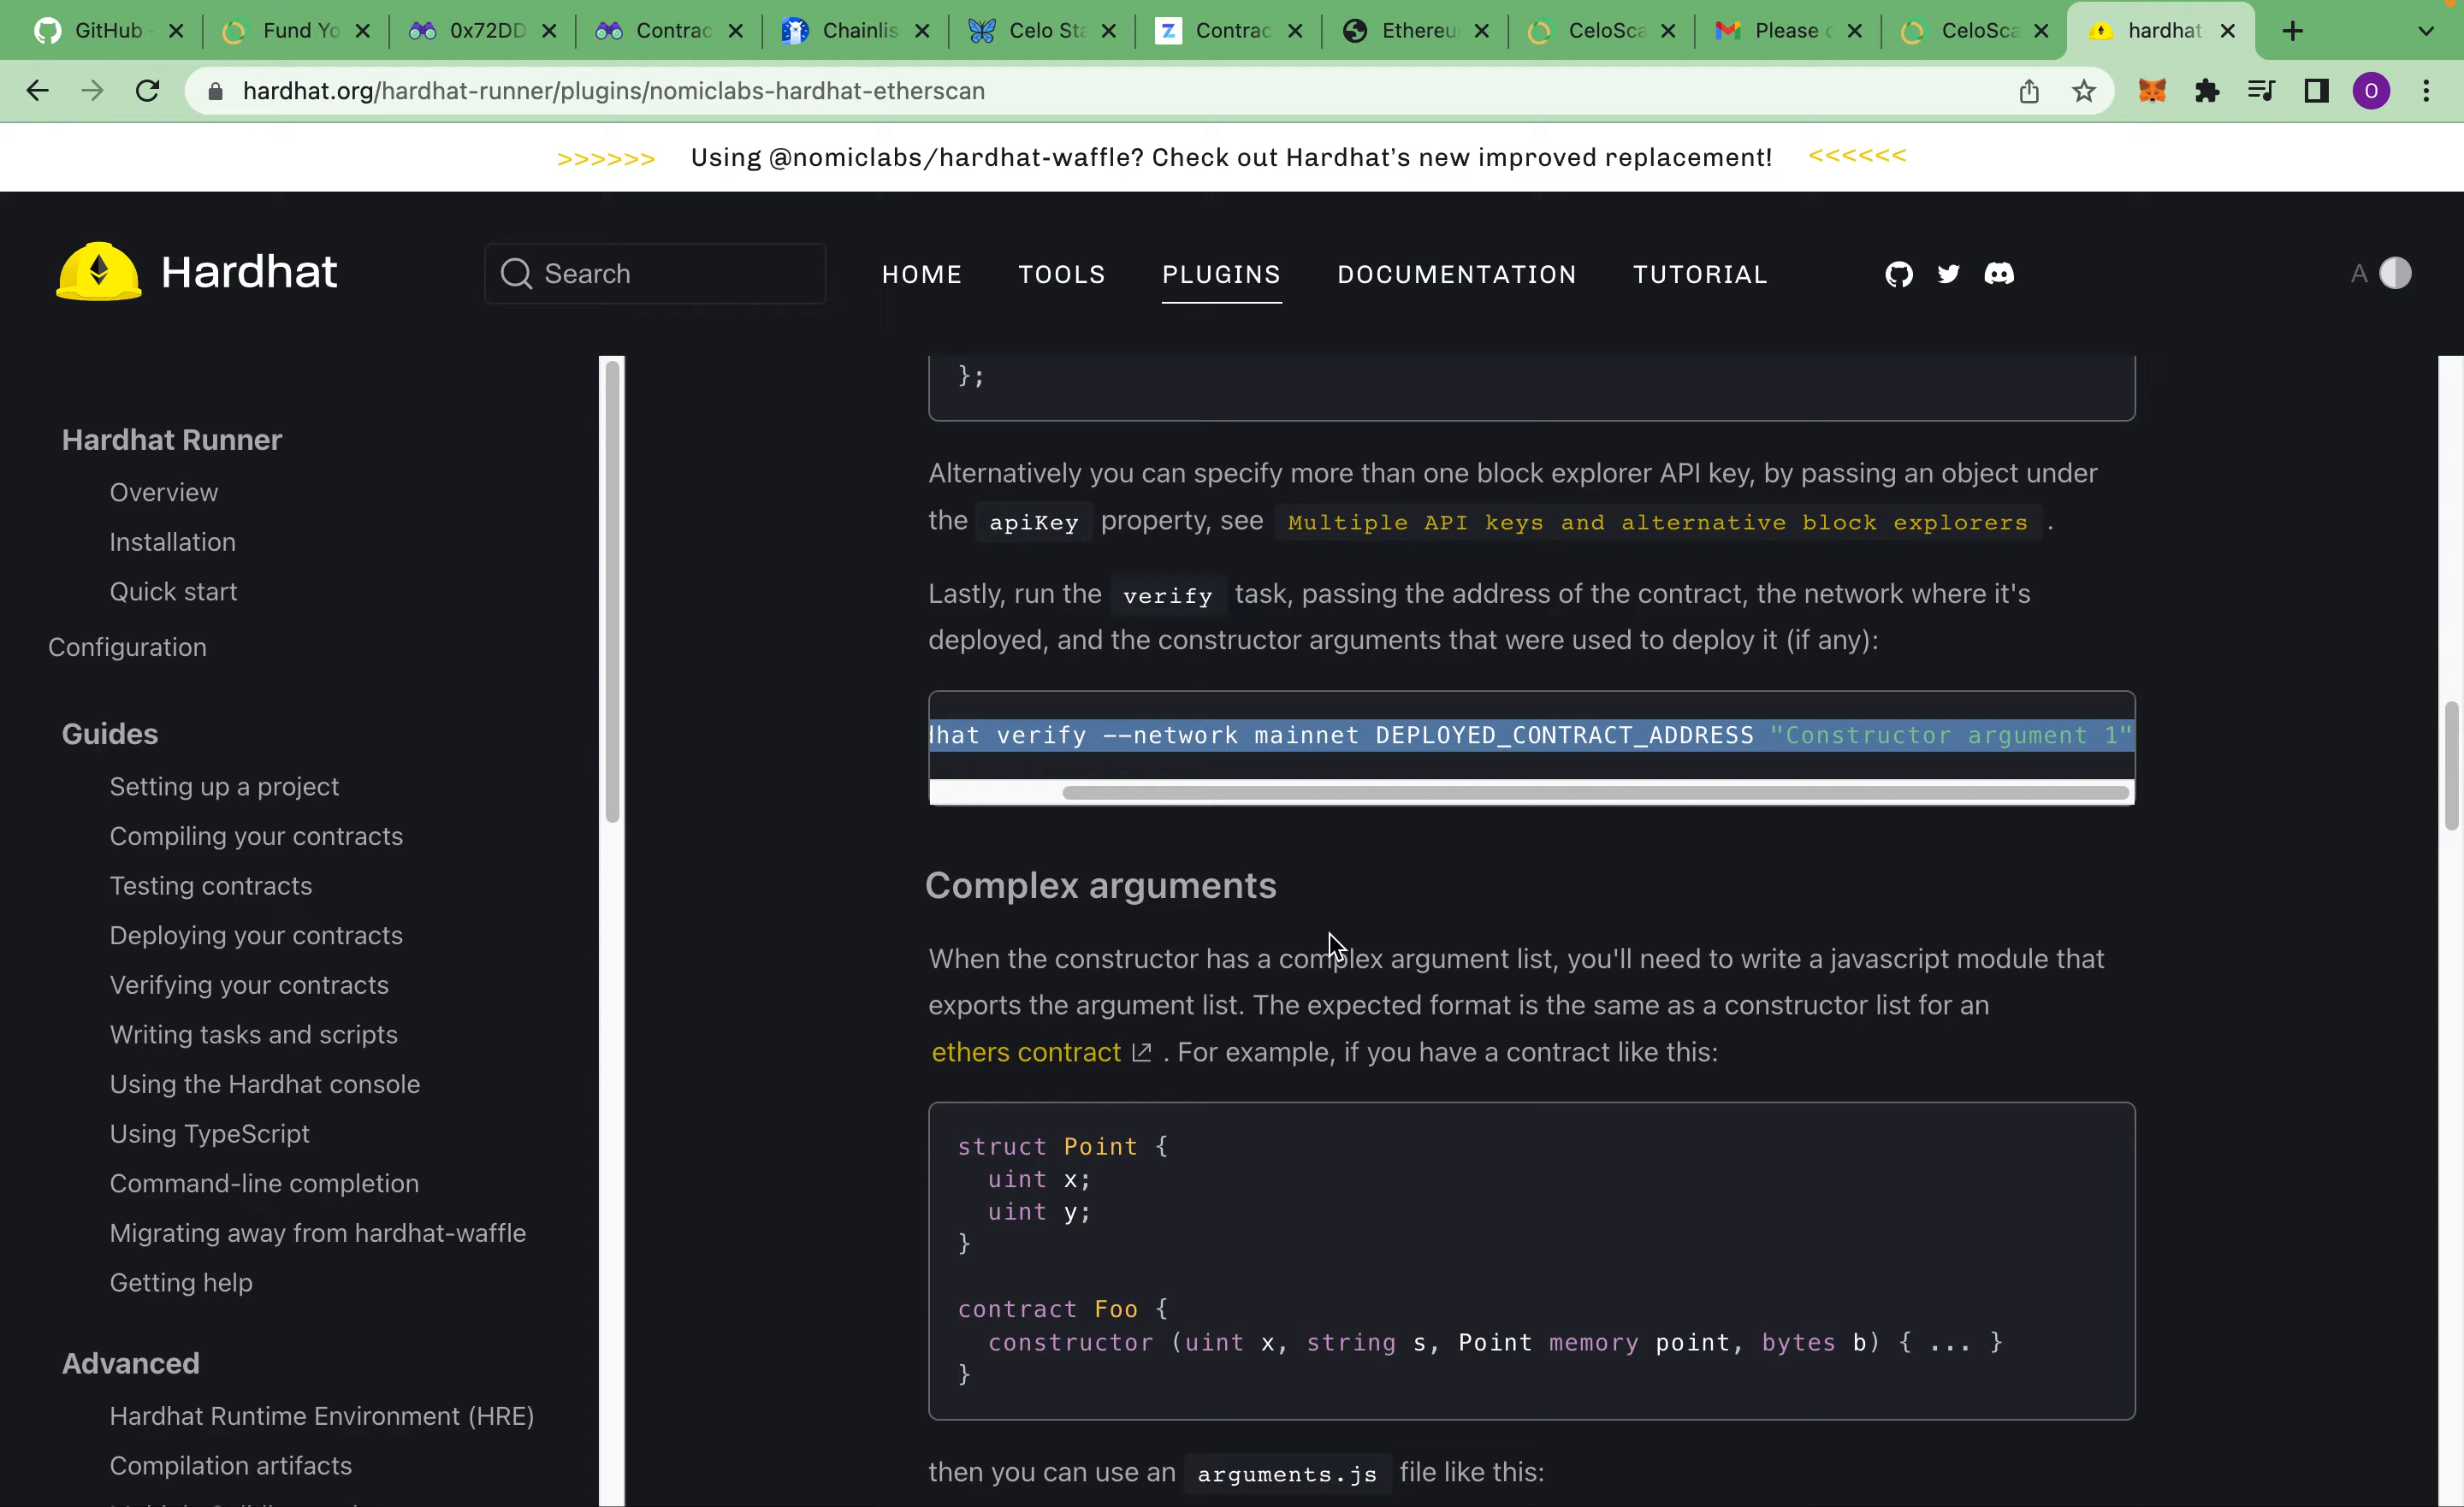 GitHub
Fund Yo
0x72DD
Contrac
Chainlis
Celo Sta
Contrac
Ethereu
CeloSca
Please c
CeloSca
hardhat
hardhat.org/hardhat-runner/plugins/nomiclabs-hardhat-etherscan
O
>>>>>> Using @nomiclabs/hardhat-waffle? Check out Hardhat's new improved replacement! <<<<<<
Hardhat
Search
HOME TOOLS PLUGINS DOCUMENTATION TUTORIAL
A
Hardhat Runner
Overview
Installation
Quick start
Configuration
Guides
Setting up a project
Compiling your contracts
Testing contracts
Deploying your contracts
Verifying your contracts
Writing tasks and scripts
Using the Hardhat console
Using TypeScript
Command-line completion
Migrating away from hardhat-waffle
Getting help
Advanced
Hardhat Runtime Environment (HRE)
Compilation artifacts
};
Alternatively you can specify more than one block explorer API key, by passing an object under
the apiKey property, see Multiple API keys and alternative block explorers .
Lastly, run the verify task, passing the address of the contract, the network where it's
deployed, and the constructor arguments that were used to deploy it (if any):
dhat verify --network mainnet DEPLOYED_CONTRACT_ADDRESS "Constructor argument 1"
Complex arguments
When the constructor has a complex argument list, you'll need to write a javascript module that
exports the argument list. The expected format is the same as a constructor list for an
ethers contract . For example, if you have a contract like this:
struct Point {
uint x;
uint y;
}
contract Foo {
constructor (uint x, string s, Point memory point, bytes b) { ... }
}
then you can use an arguments.js file like this: